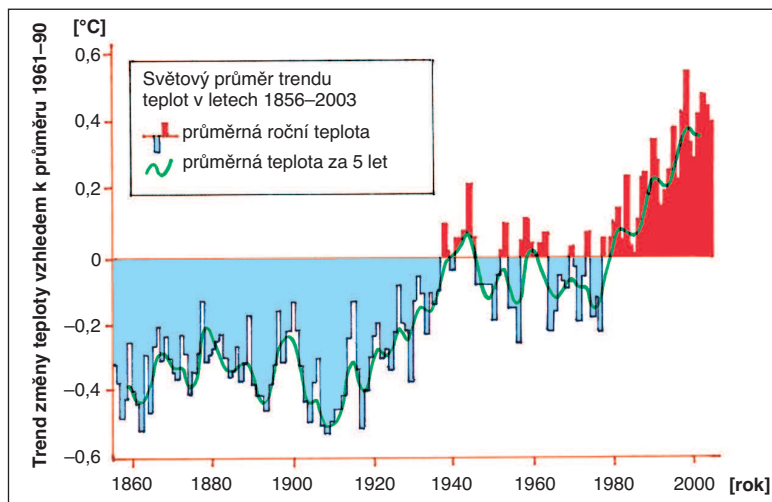 [°C]
Trend změny teploty vzhledem k průměru 1961–90
0,6
0,4
0,2
0
–0,2
–0,4
–0,6
Světový průměr trendu
teplot v letech 1856–2003
průměrná roční teplota
průměrná teplota za 5 let
1860
1880
1900
1920
1940
1960
1980
2000
[rok]